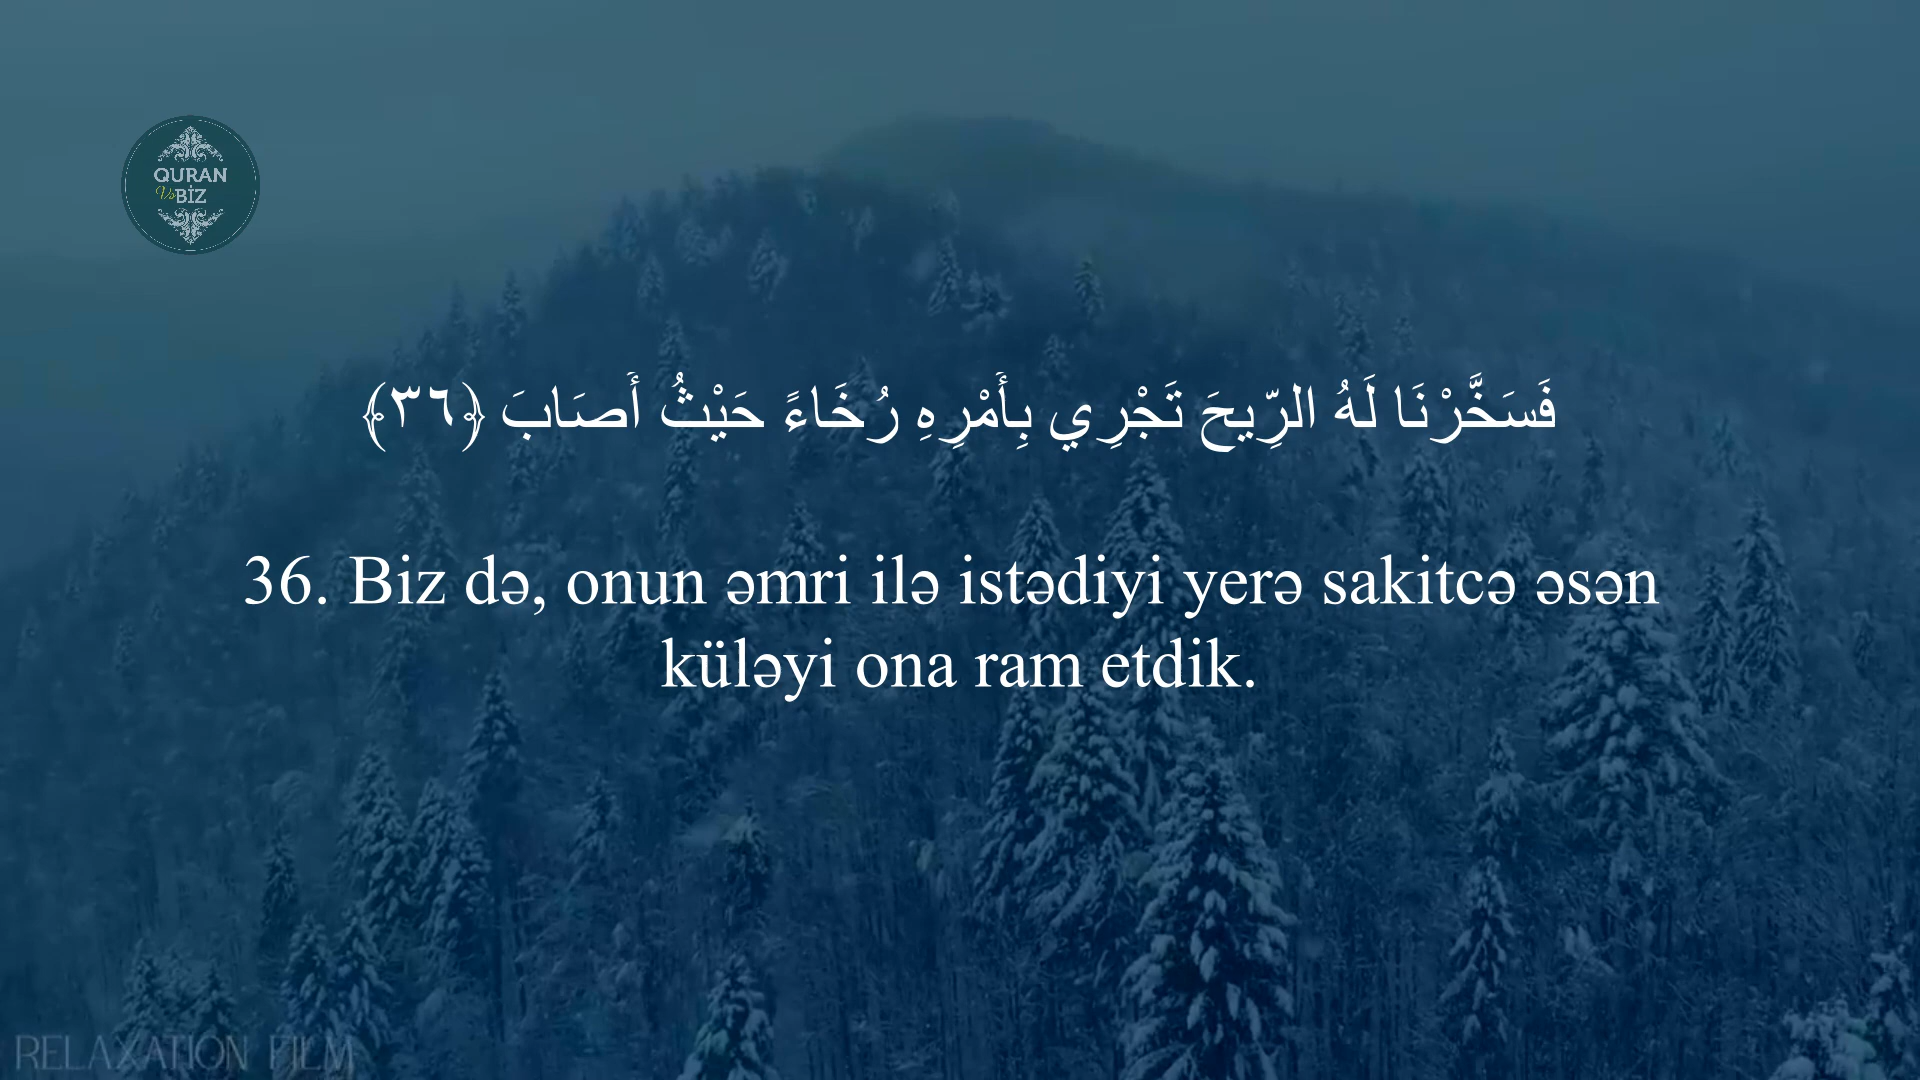 QURAN
Və BİZ
فَسَخَّرْنَا لَهُ الرِّيحَ تَجْرِي بِأَمْرِهِ رُخَاءً حَيْثُ أَصَابَ ﴿٣٦﴾
36. Biz də, onun əmri ilə istədiyi yerə sakitcə əsən
küləyi ona ram etdik.
RELAXATION FILM